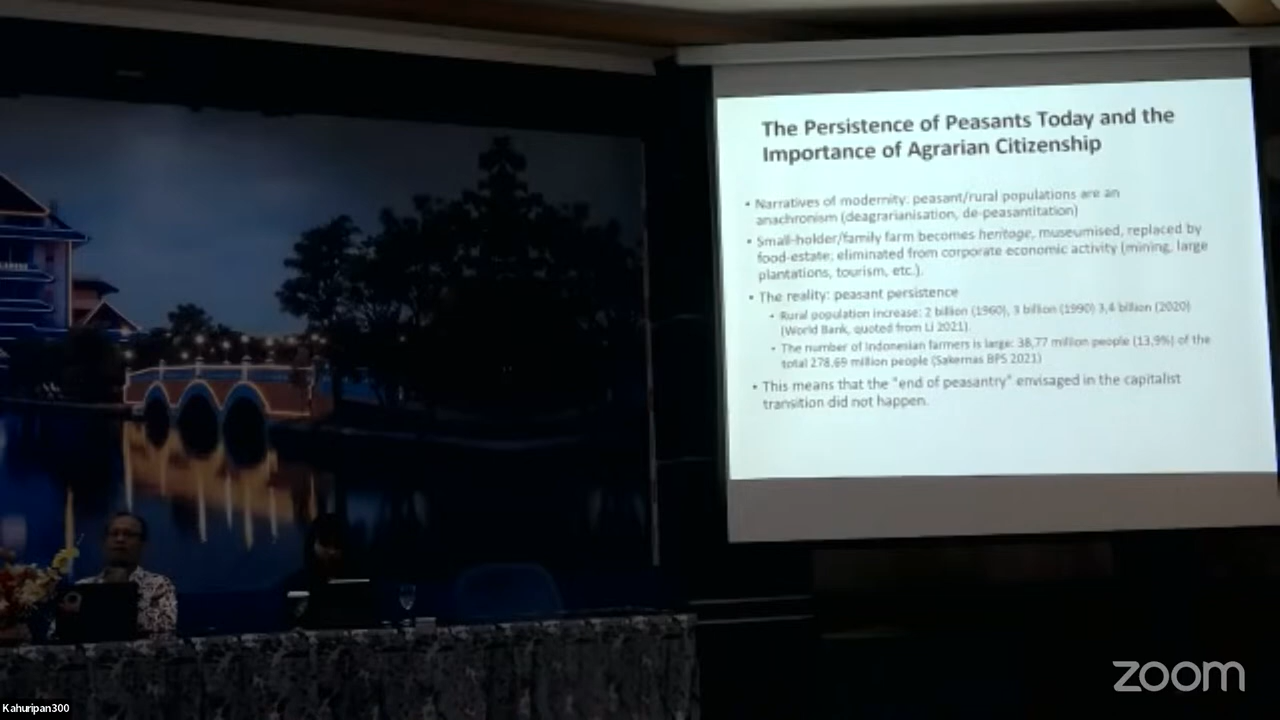 The Persistence of Peasants Today and the
Importance of Agrarian Citizenship
• Narratives of modernity: peasant/rural populations are an
anachronism (deagrarianisation, de-peasantitation)
• Small-holder/family farm becomes heritage, museumised, replaced by
food-estate; eliminated from corporate economic activity (mining, large
plantations, tourism, etc.).
• The reality: peasant persistence
• Rural population increase: 2 billion (1960), 3 billion (1990) 3,4 billion (2020)
(World Bank, quoted from Li 2021).
• The number of Indonesian farmers is large: 38,77 million people (13,9%) of the
total 278.69 million people (Sakernas BPS 2021)
• This means that the "end of peasantry" envisaged in the capitalist
transition did not happen.
zoom
Kahuripan300